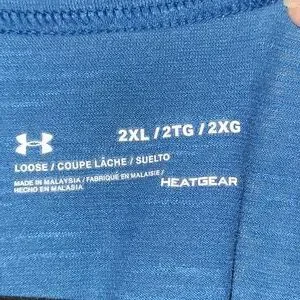 2XL / 2TG / 2XG
LOOSE / COUPE LÂCHE / SUELTO
MADE IN MALAYSIA / FABRIQUÉ EN MALAISIE /
HECHO EN MALASIA
HEATGEAR